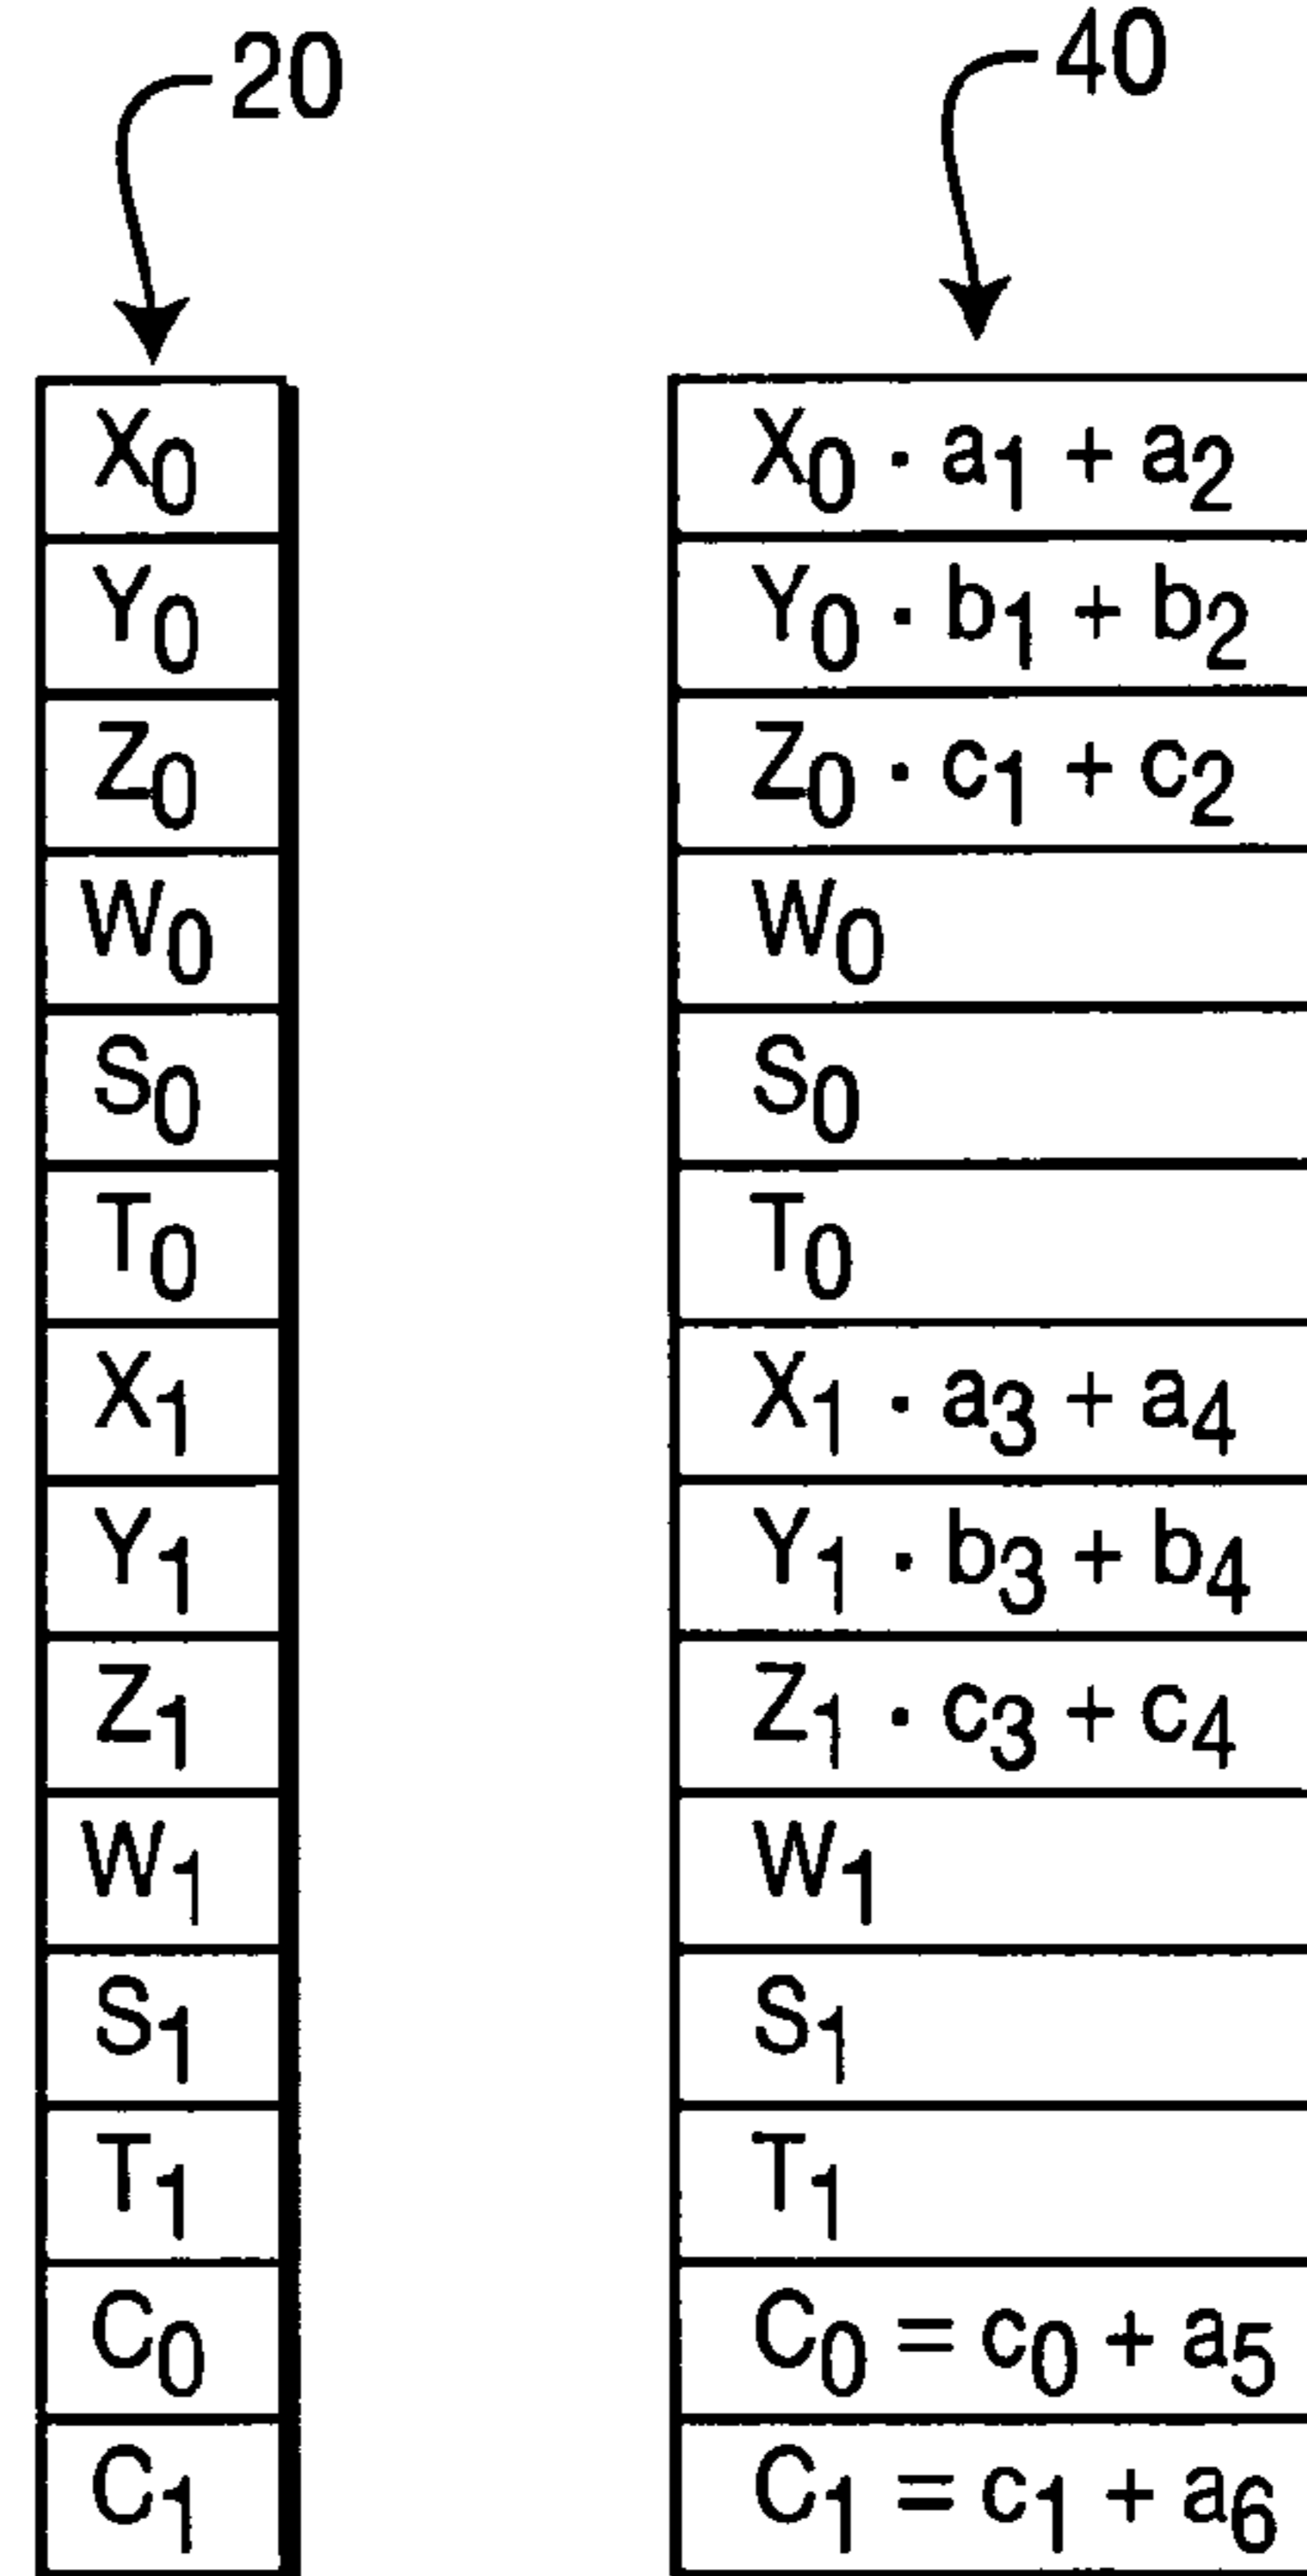 20 40
X₀ X₀ · a₁ + a₂
Y₀ Y₀ · b₁ + b₂
Z₀ Z₀ · c₁ + c₂
W₀ W₀
S₀ S₀
T₀ T₀
X₁ X₁ · a₃ + a₄
Y₁ Y₁ · b₃ + b₄
Z₁ Z₁ · c₃ + c₄
W₁ W₁
S₁ S₁
T₁ T₁
C₀ C₀ = c₀ + a₅
C₁ C₁ = c₁ + a₆